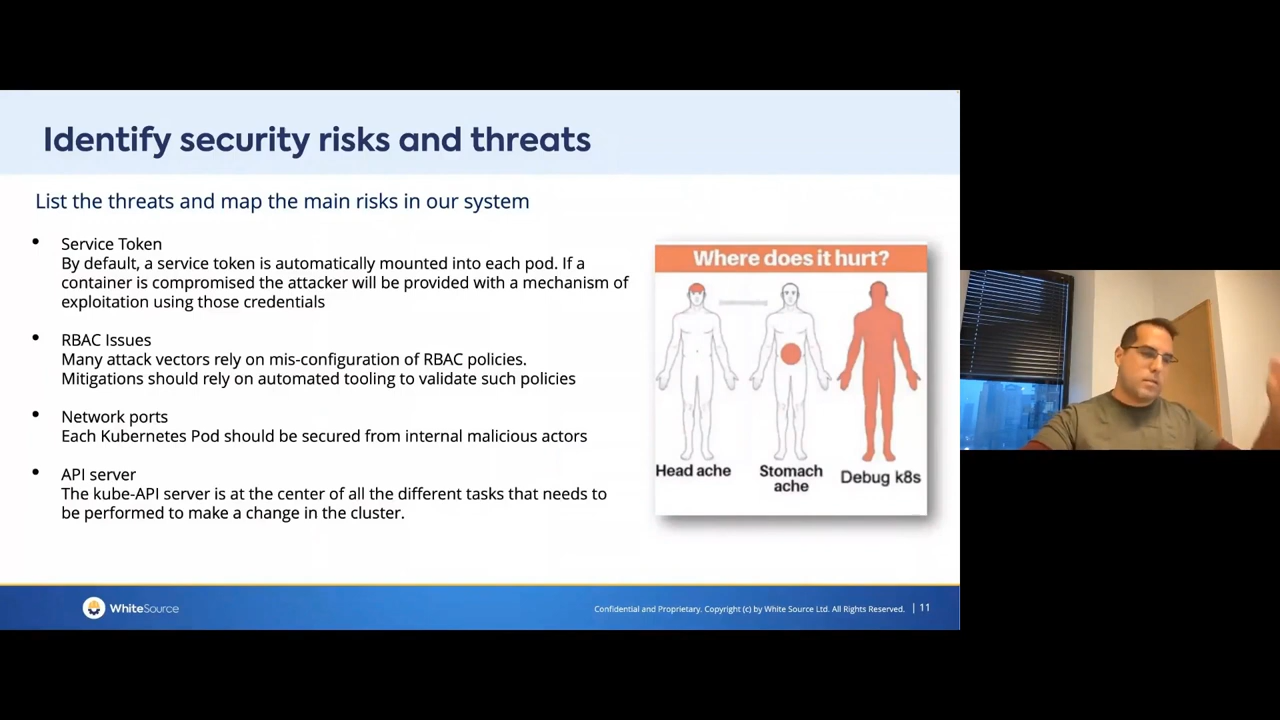 Identify security risks and threats
List the threats and map the main risks in our system
• Service Token
By default, a service token is automatically mounted into each pod. If a
container is compromised the attacker will be provided with a mechanism of
exploitation using those credentials
• RBAC Issues
Many attack vectors rely on mis-configuration of RBAC policies.
Mitigations should rely on automated tooling to validate such policies
• Network ports
Each Kubernetes Pod should be secured from internal malicious actors
• API server
The kube-API server is at the center of all the different tasks that needs to
be performed to make a change in the cluster.
Where does it hurt?
Head ache
Stomach
ache
Debug k8s
WhiteSource
Confidential and Proprietary. Copyright (c) by White Source Ltd. All Rights Reserved. | 11